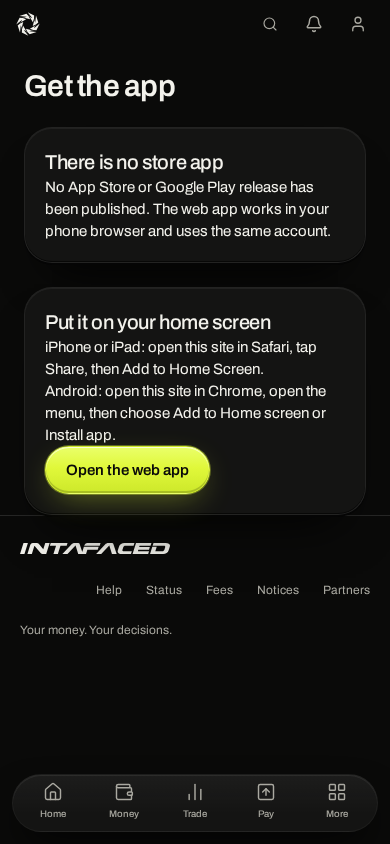 Get the app
There is no store app
No App Store or Google Play release has
been published. The web app works in your
phone browser and uses the same account.
Put it on your home screen
iPhone or iPad: open this site in Safari, tap
Share, then Add to Home Screen.
Android: open this site in Chrome, open the
menu, then choose Add to Home screen or
Install app.
Open the web app
INTAFACED
Help Status Fees Notices Partners
Your money. Your decisions.
Home Money Trade Pay More